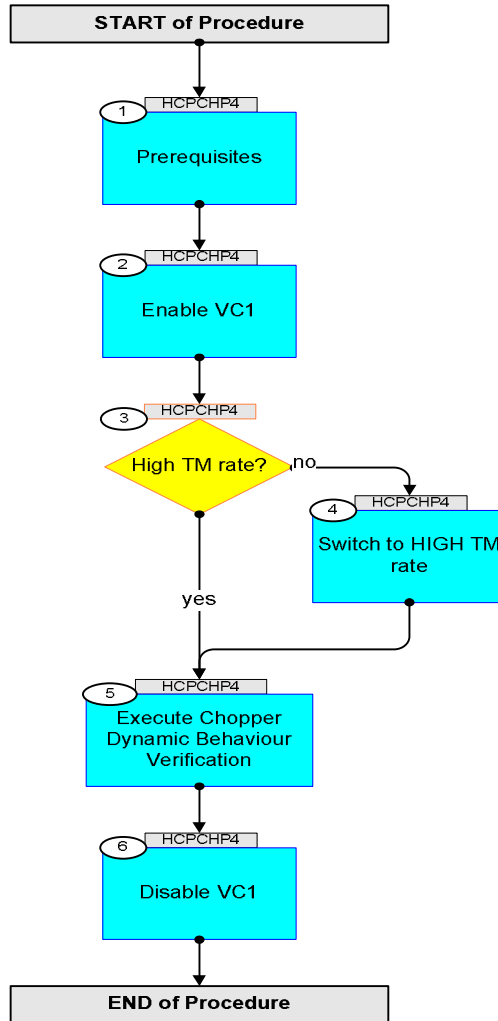 START of Procedure
HCPCHP4
1
Prerequisites
HCPCHP4
2
Enable VC1
HCPCHP4
3
High TM rate?
no
HCPCHP4
4
Switch to HIGH TM
rate
yes
HCPCHP4
5
Execute Chopper
Dynamic Behaviour
Verification
HCPCHP4
6
Disable VC1
END of Procedure